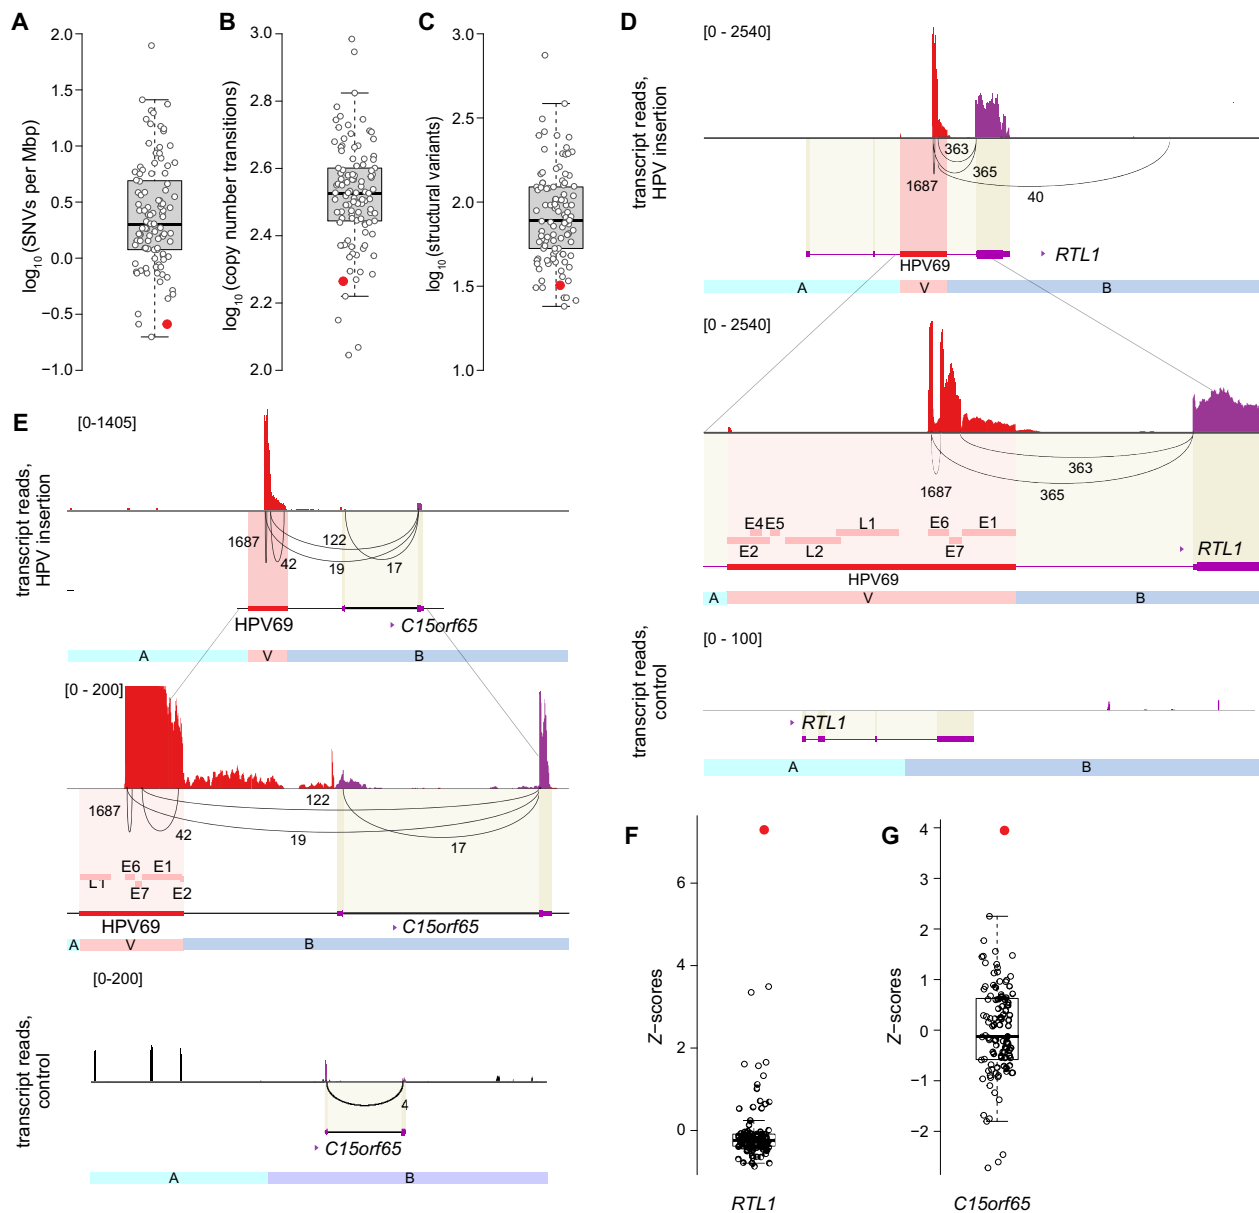 A
log10 (SNVs per Mbp)
2.0
1.5
1.0
0.5
0.0
−0.5
−1.0
B
log10 (copy number transitions)
3.0
2.8
2.6
2.4
2.2
2.0
C
log10 (structural variants)
3.0
2.5
2.0
1.5
1.0
D
transcript reads,
HPV insertion
[0 - 2540]
363
365
1687
40
RTL1
HPV69
A
V
B
[0 - 2540]
363
365
1687
E4
E5
L1
E6
E1
E2
L2
E7
RTL1
HPV69
A
V
B
transcript reads,
control
[0 - 100]
RTL1
A
B
E
transcript reads,
HPV insertion
[0-1405]
1687
122
42
19
17
HPV69
C15orf65
A
V
B
[0 - 200]
1687
122
42
19
17
E6
E1
L1
E7
E2
HPV69
C15orf65
A
V
B
transcript reads,
control
[0-200]
4
C15orf65
A
B
F
Z−scores
6
4
2
0
RTL1
G
Z−scores
4
3
2
1
0
−1
−2
C15orf65